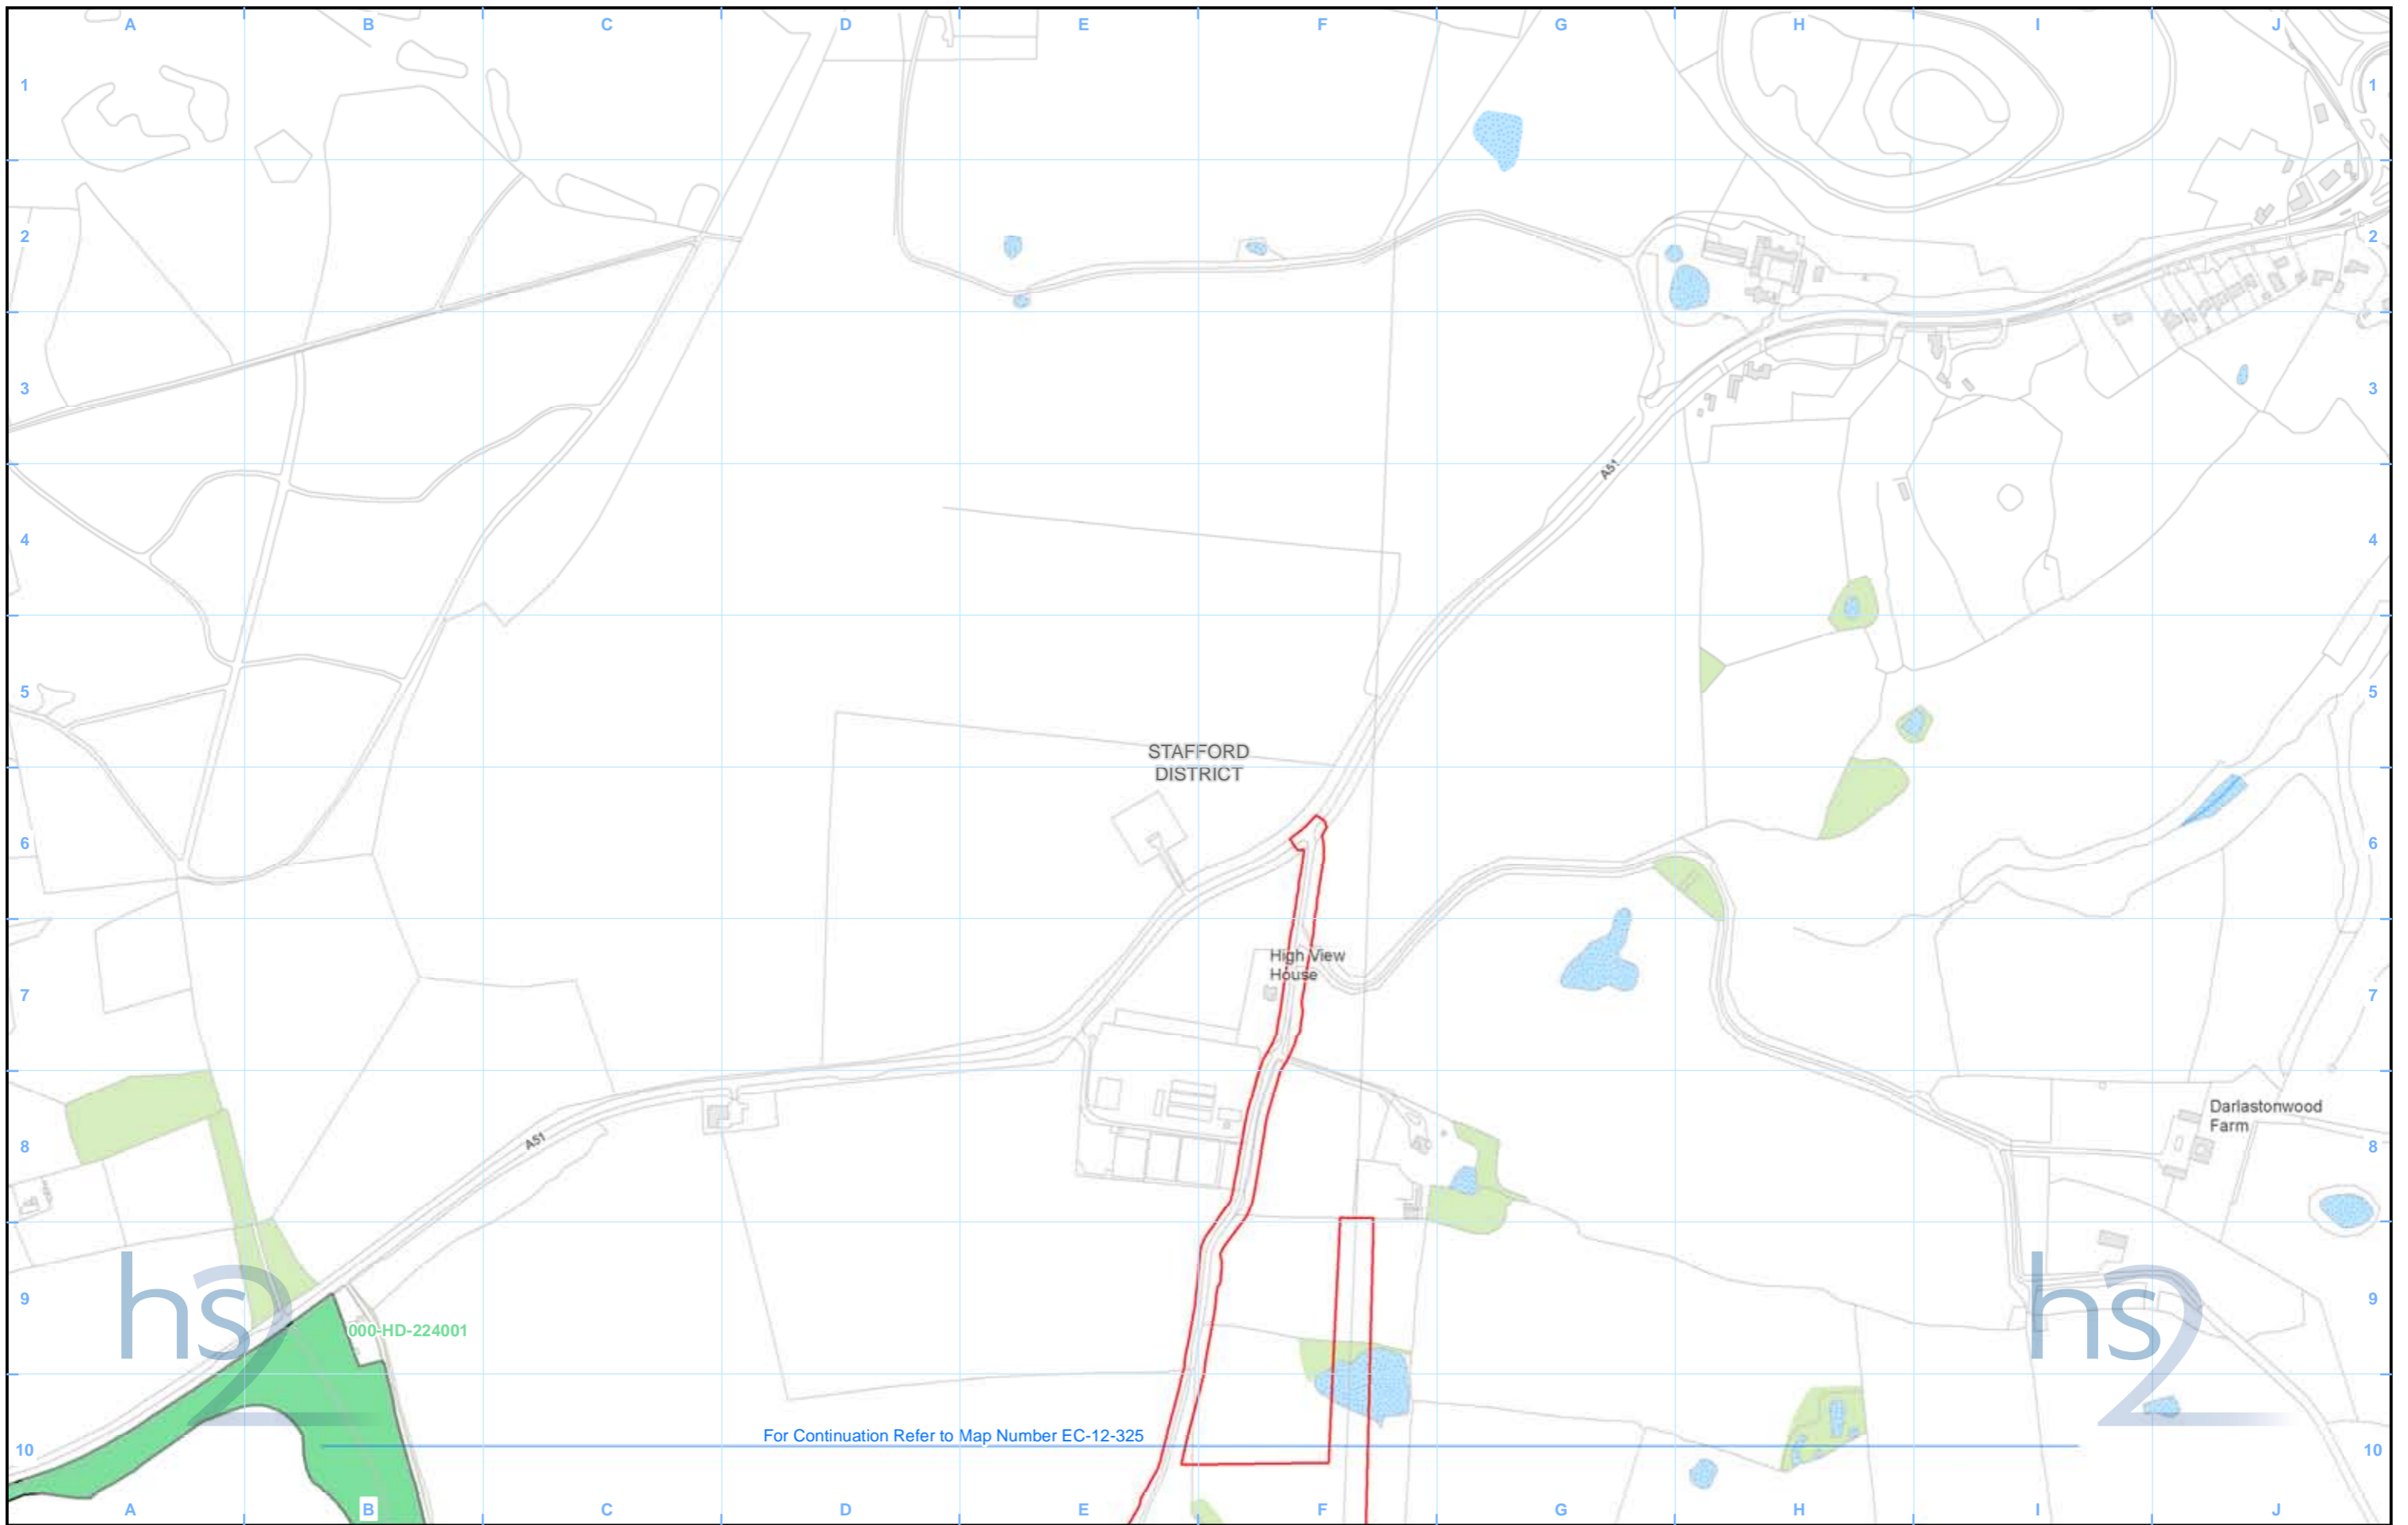 A B C D E F G H I J
1 1
2 2
3 3
A51
4 4
5 5
STAFFORD
DISTRICT
6 6
High View
House
7 7
Darlastonwood
Farm
A51
8 8
hs2 hs2
9 9
000-HD-224001
For Continuation Refer to Map Number EC-12-325
10 10
A B C D E F G H I J